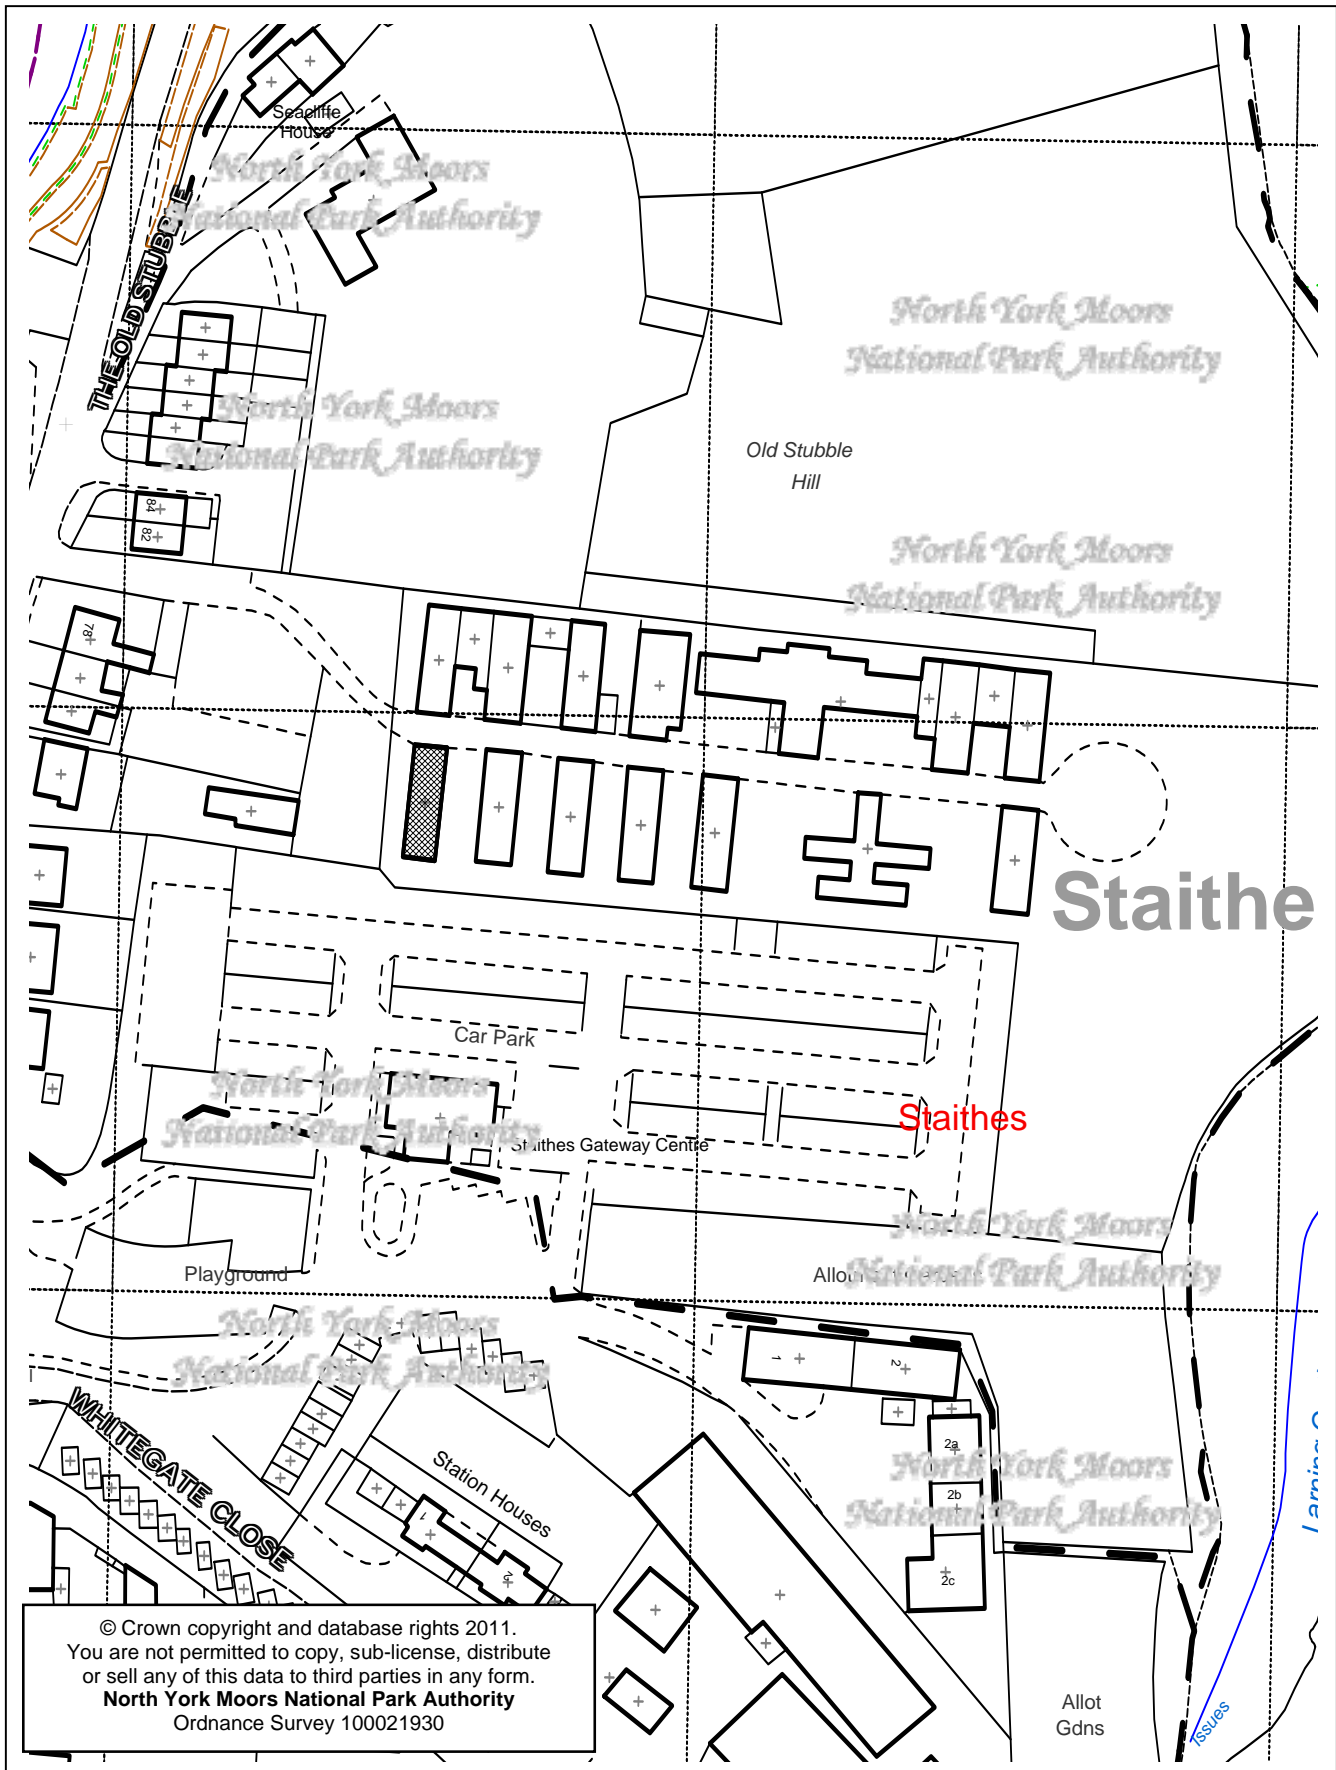 Seacliffe
House
North York Moors
National Park Authority
THE OLD STUBBLE
North York Moors
National Park Authority
North York Moors
National Park Authority
Old Stubble
Hill
84
82
North York Moors
National Park Authority
78
Staithe
Car Park
North York Moors
National Park Authority
Staithes
Staithes Gateway Centre
North York Moors
National Park Authority
Playground
North York Moors
National Park Authority
1
2
WHITEGATE CLOSE
Station Houses
2a
North York Moors
2b
National Park Authority
1
2
2c
© Crown copyright and database rights 2011.
You are not permitted to copy, sub-license, distribute
or sell any of this data to third parties in any form.
North York Moors National Park Authority
Ordnance Survey 100021930
Allot
Gdns
Issues